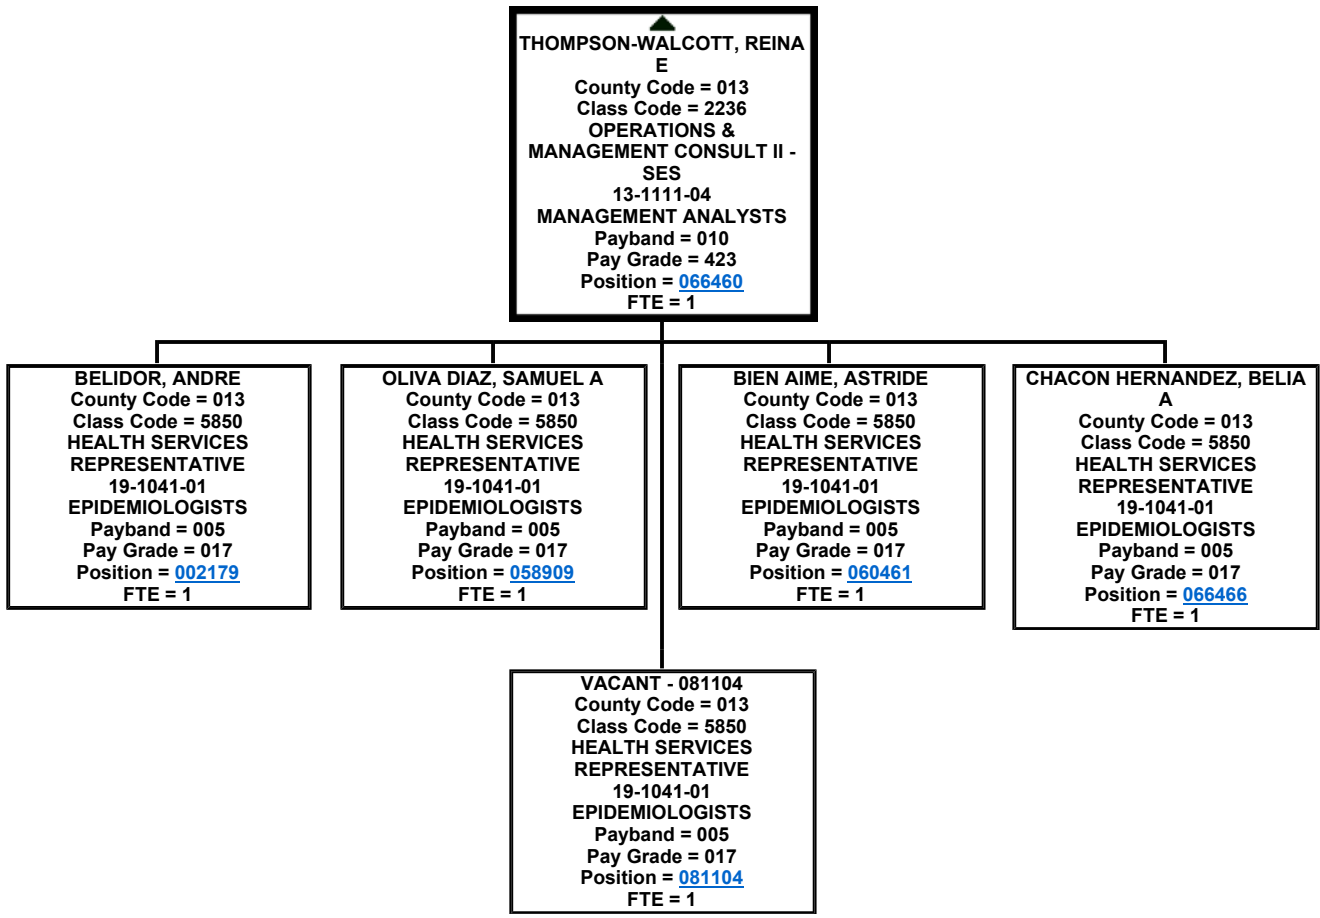 THOMPSON-WALCOTT, REINA
E
County Code = 013
Class Code = 2236
OPERATIONS &
MANAGEMENT CONSULT II -
SES
13-1111-04
MANAGEMENT ANALYSTS
Payband = 010
Pay Grade = 423
Position = 066460
FTE = 1
BELIDOR, ANDRE
County Code = 013
Class Code = 5850
HEALTH SERVICES
REPRESENTATIVE
19-1041-01
EPIDEMIOLOGISTS
Payband = 005
Pay Grade = 017
Position = 002179
FTE = 1
OLIVA DIAZ, SAMUEL A
County Code = 013
Class Code = 5850
HEALTH SERVICES
REPRESENTATIVE
19-1041-01
EPIDEMIOLOGISTS
Payband = 005
Pay Grade = 017
Position = 058909
FTE = 1
BIEN AIME, ASTRIDE
County Code = 013
Class Code = 5850
HEALTH SERVICES
REPRESENTATIVE
19-1041-01
EPIDEMIOLOGISTS
Payband = 005
Pay Grade = 017
Position = 060461
FTE = 1
CHACON HERNANDEZ, BELIA
A
County Code = 013
Class Code = 5850
HEALTH SERVICES
REPRESENTATIVE
19-1041-01
EPIDEMIOLOGISTS
Payband = 005
Pay Grade = 017
Position = 066466
FTE = 1
VACANT - 081104
County Code = 013
Class Code = 5850
HEALTH SERVICES
REPRESENTATIVE
19-1041-01
EPIDEMIOLOGISTS
Payband = 005
Pay Grade = 017
Position = 081104
FTE = 1